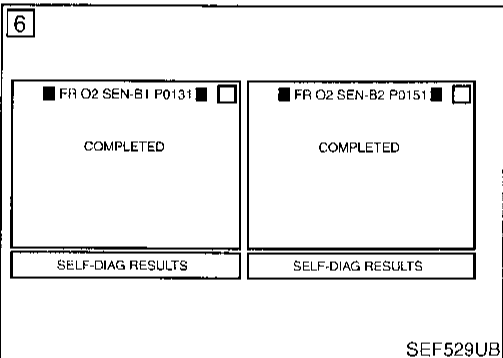 6
■ FR O2 SEN-B1 P0131 ■
COMPLETED
SELF-DIAG RESULTS
■ FR O2 SEN-B2 P0151 ■
COMPLETED
SELF-DIAG RESULTS
SEF529UB